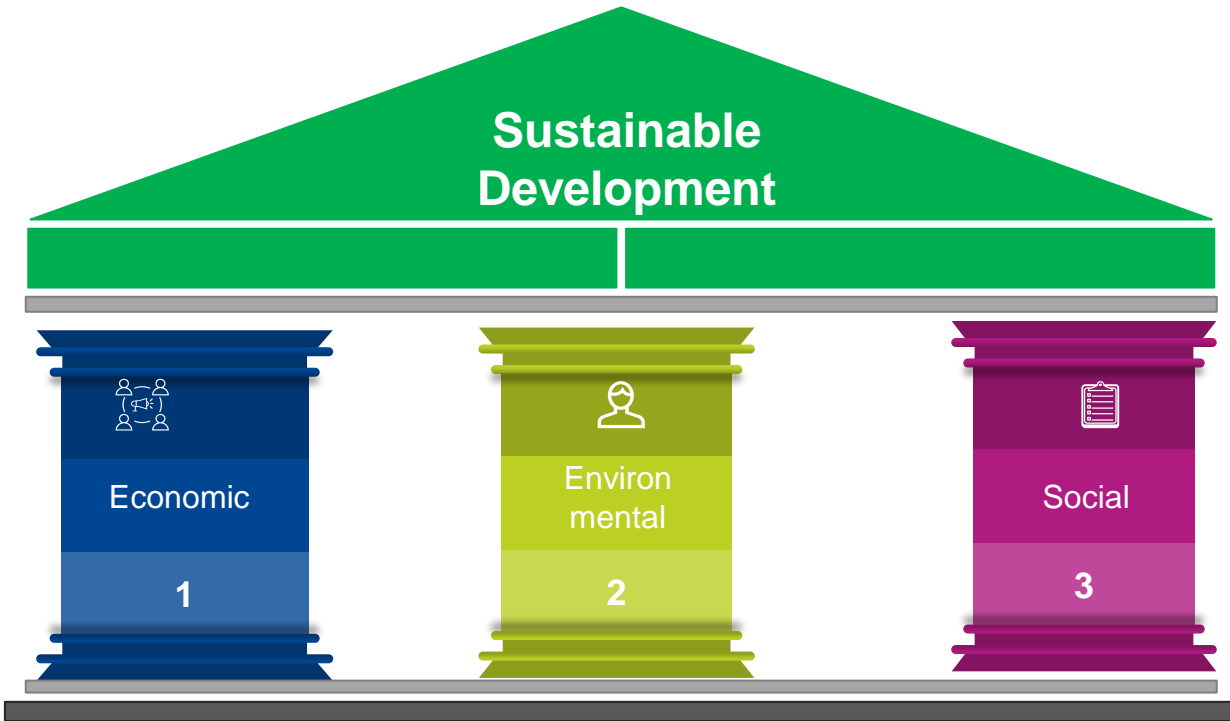 Sustainable
Development
Economic
Environ
mental
Social
1
2
3